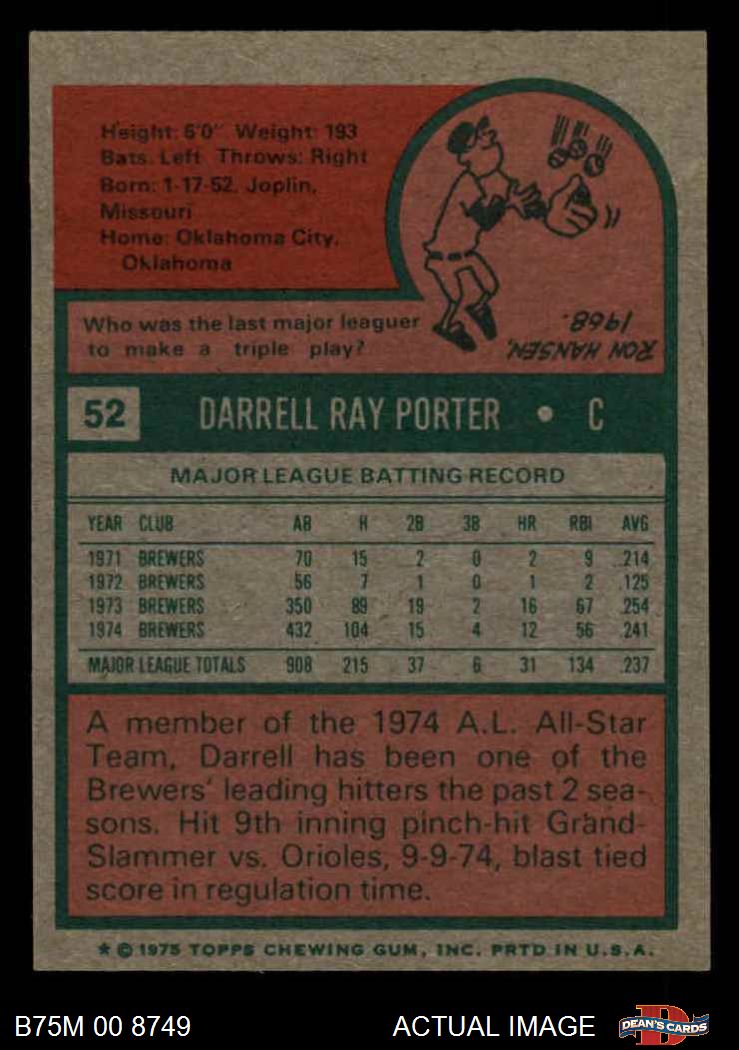 Height: 6'0" Weight: 193
Bats: Left Throws: Right
Born: 1-17-52, Joplin,
Missouri
Home: Oklahoma City,
Oklahoma
Who was the last major leaguer
to make a triple play?
RON HANSEN,
1968.
52 DARRELL RAY PORTER • C
MAJOR LEAGUE BATTING RECORD
YEAR CLUB AB H 2B 3B HR RBI AVG
1971 BREWERS 70 15 2 0 2 9 .214
1972 BREWERS 56 7 1 0 1 2 .125
1973 BREWERS 350 89 19 2 16 67 .254
1974 BREWERS 432 104 15 4 12 56 .241
MAJOR LEAGUE TOTALS 908 215 37 6 31 134 .237
A member of the 1974 A.L. All-Star
Team, Darrell has been one of the
Brewers' leading hitters the past 2 sea-
sons. Hit 9th inning pinch-hit Grand-
Slammer vs. Orioles, 9-9-74, blast tied
score in regulation time.
* © 1975 TOPPS CHEWING GUM, INC. PRTD IN U.S.A.
B75M 00 8749 ACTUAL IMAGE D DEAN'S CARDS